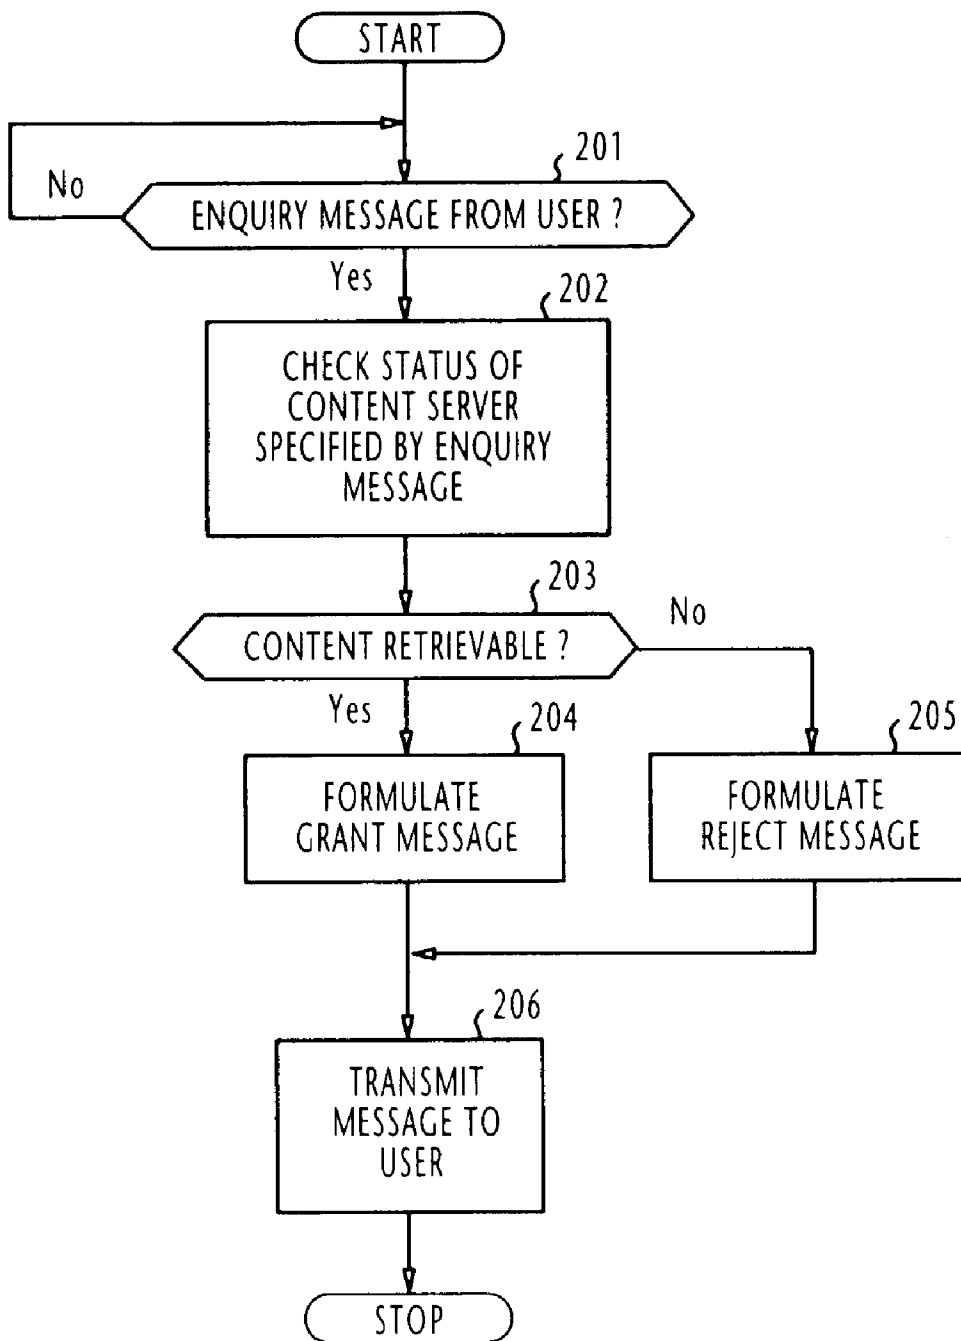 START
201
No
ENQUIRY MESSAGE FROM USER ?
Yes
202
CHECK STATUS OF
CONTENT SERVER
SPECIFIED BY ENQUIRY
MESSAGE
203
No
CONTENT RETRIEVABLE ?
Yes
204
205
FORMULATE
GRANT MESSAGE
FORMULATE
REJECT MESSAGE
206
TRANSMIT
MESSAGE TO
USER
STOP